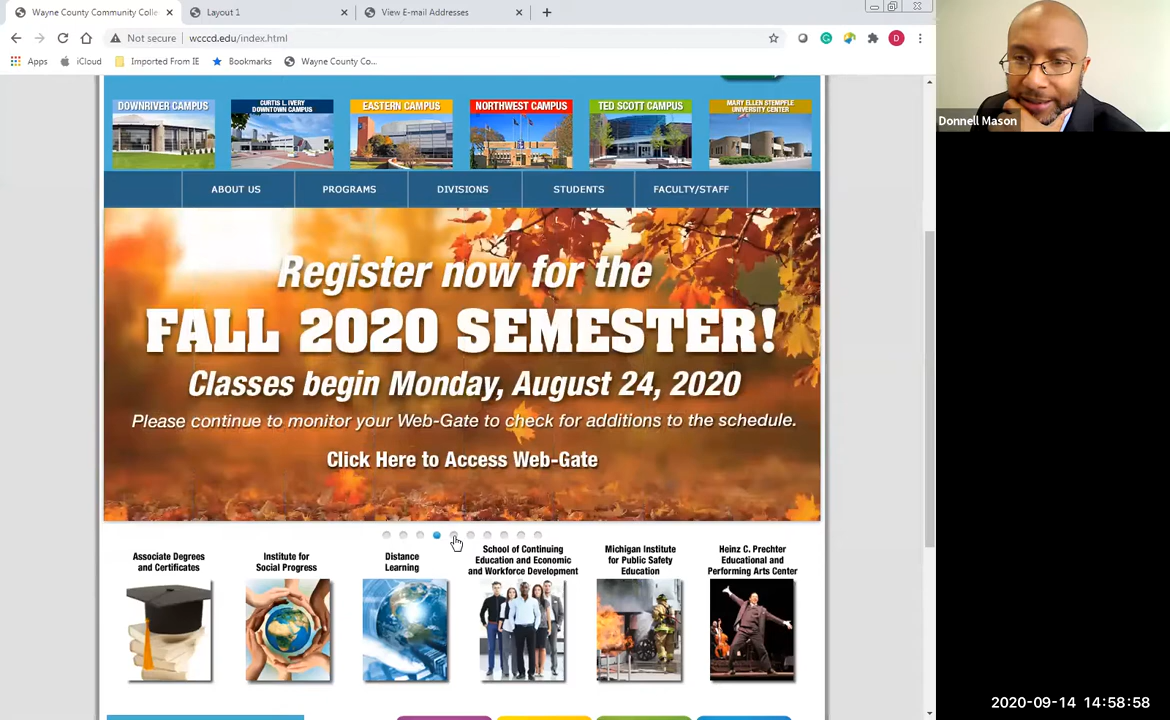 Wayne County Community Colle
Layout 1
View E-mail Addresses
Not secure
wcccd.edu/index.html
D
Apps
iCloud
Imported From IE
Bookmarks
Wayne County Co...
DOWNRIVER CAMPUS
CURTIS L. IVERY
DOWNTOWN CAMPUS
EASTERN CAMPUS
NORTHWEST CAMPUS
TED SCOTT CAMPUS
MARY ELLEN STEMPFLE
UNIVERSITY CENTER
ABOUT US
PROGRAMS
DIVISIONS
STUDENTS
FACULTY/STAFF
Register now for the
FALL 2020 SEMESTER!
Classes begin Monday, August 24, 2020
Please continue to monitor your Web-Gate to check for additions to the schedule.
Click Here to Access Web-Gate
Associate Degrees
and Certificates
Institute for
Social Progress
Distance
Learning
School of Continuing
Education and Economic
and Workforce Development
Michigan Institute
for Public Safety
Education
Heinz C. Prechter
Educational and
Performing Arts Center
Donnell Mason
2020-09-14 14:58:58